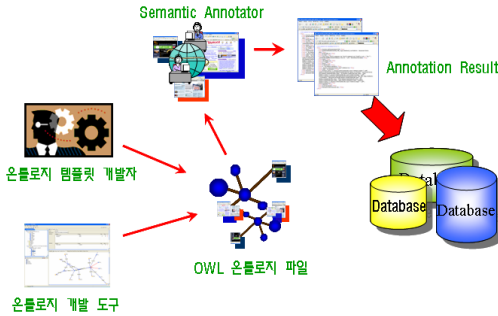 Semantic Annotator
Annotation Result
온톨로지 템플릿 개발자
Database
Database
Database
OWL 온톨로지 파일
온톨로지 개발 도구